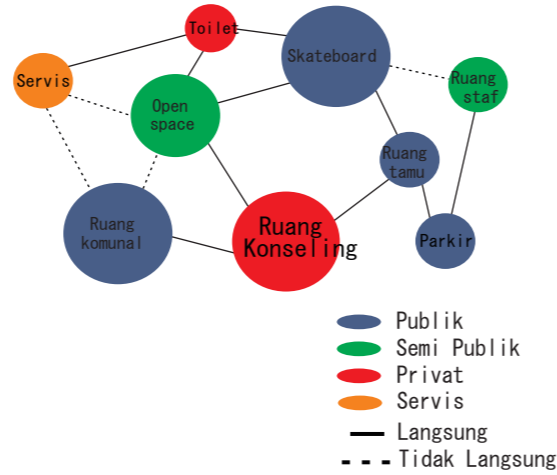 Toilet
Skateboard
Servis
Ruang
staf
Open
space
Ruang
tamu
Ruang
komunal
Ruang
Konseling
Parkir
Publik
Semi Publik
Privat
Servis
Langsung
Tidak Langsung